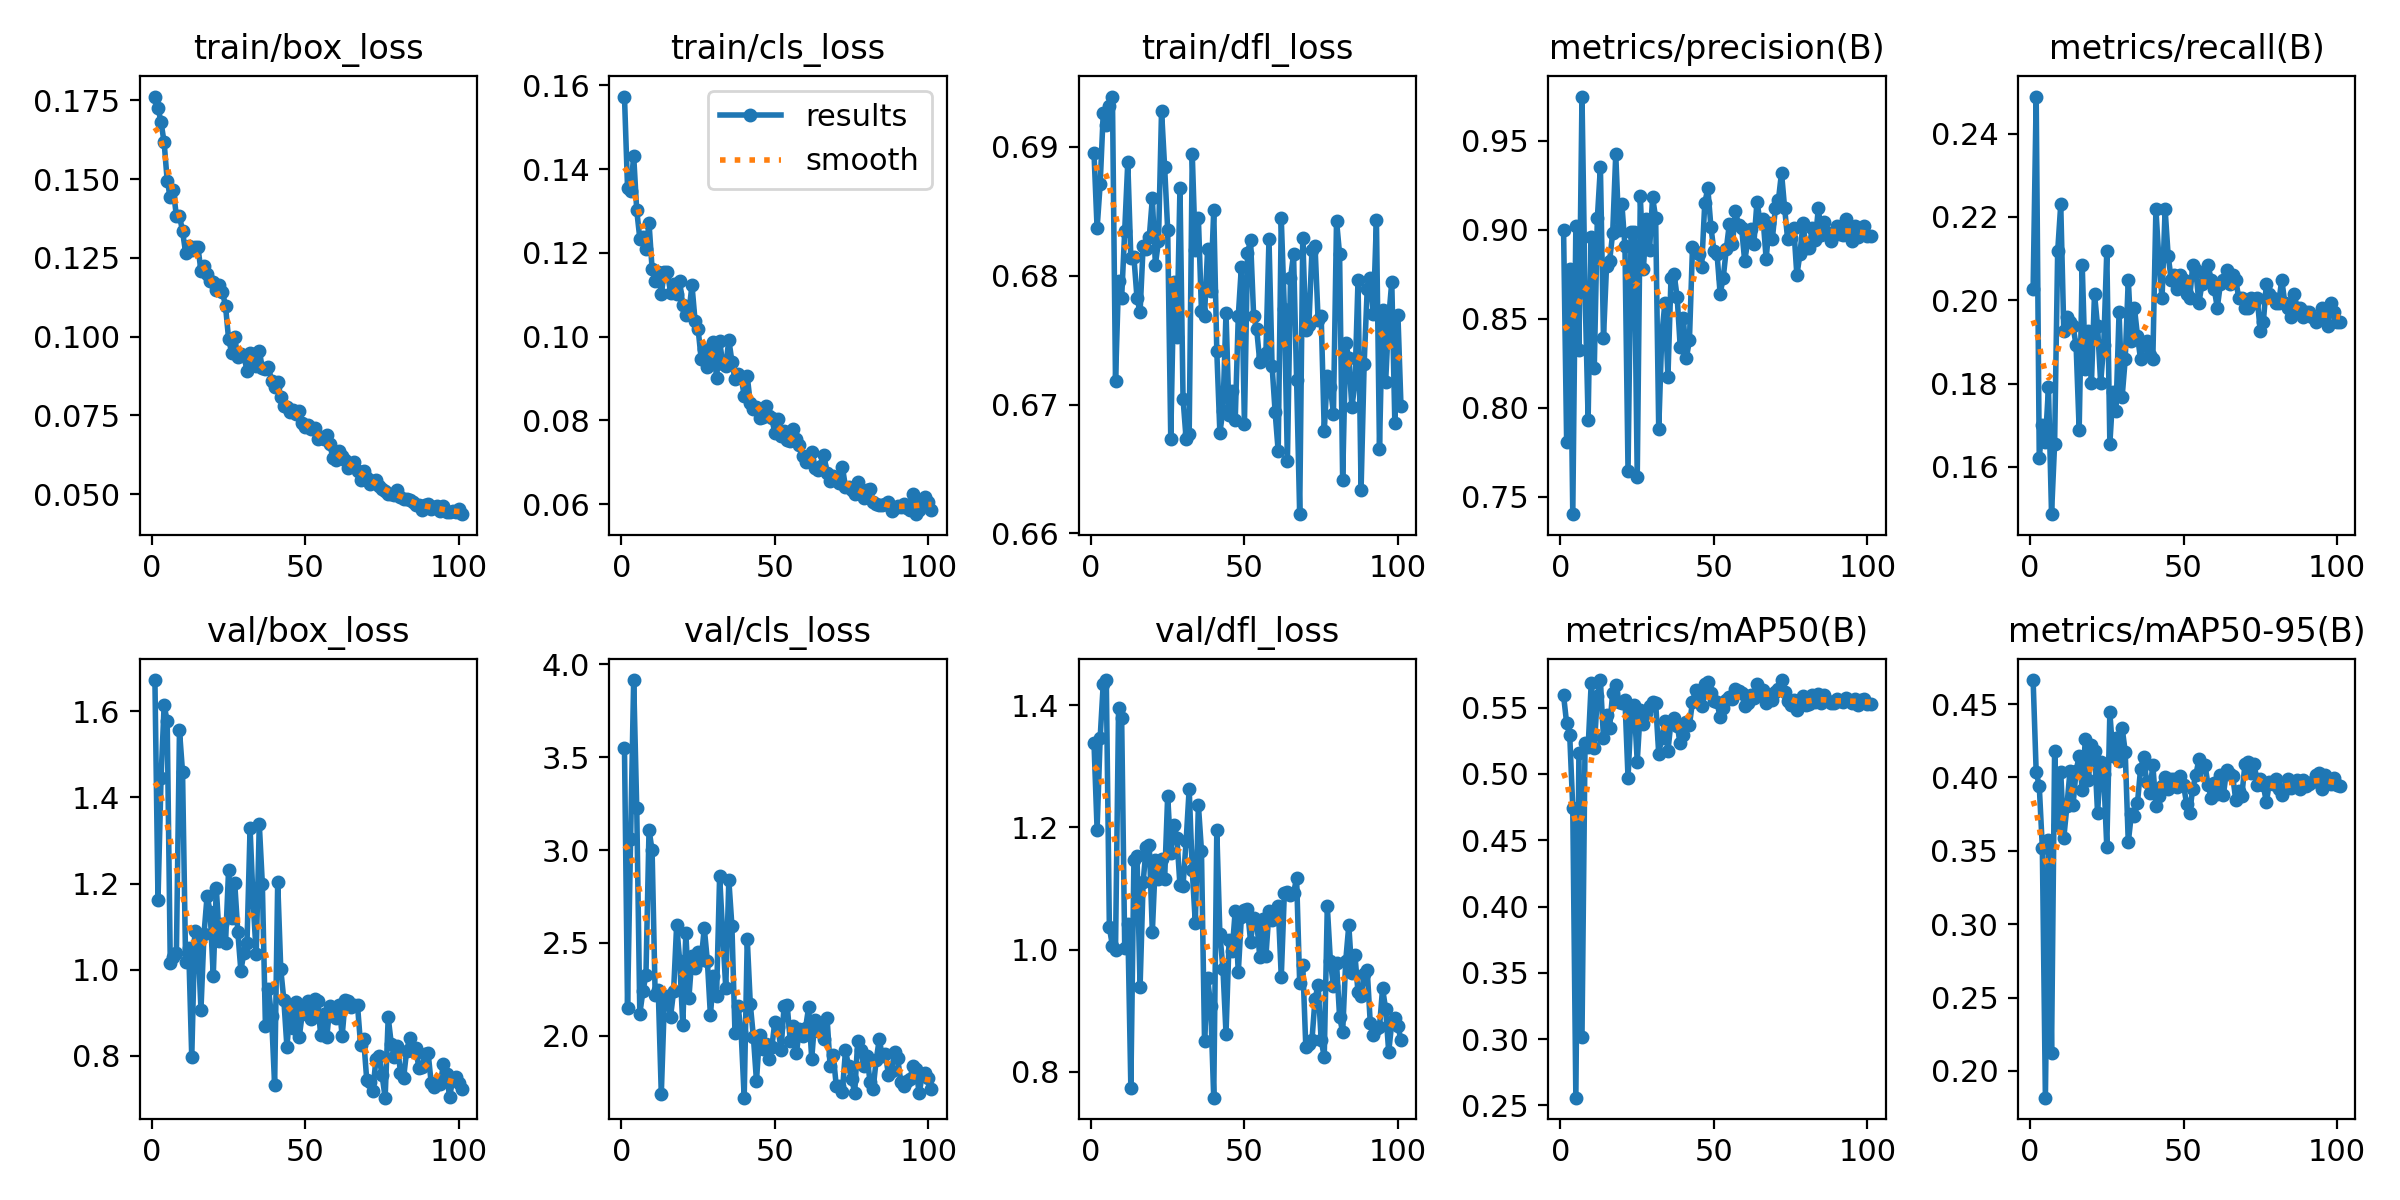 train/box_loss
train/cls_loss
train/dfl_loss
metrics/precision(B)
metrics/recall(B)
0.175
0.150
0.125
0.100
0.075
0.050
0 50 100
0.16
0.14
0.12
0.10
0.08
0.06
0 50 100
results
smooth
0.69
0.68
0.67
0.66
0 50 100
0.95
0.90
0.85
0.80
0.75
0 50 100
0.24
0.22
0.20
0.18
0.16
0 50 100
val/box_loss
val/cls_loss
val/dfl_loss
metrics/mAP50(B)
metrics/mAP50-95(B)
1.6
1.4
1.2
1.0
0.8
0 50 100
4.0
3.5
3.0
2.5
2.0
0 50 100
1.4
1.2
1.0
0.8
0 50 100
0.55
0.50
0.45
0.40
0.35
0.30
0.25
0 50 100
0.45
0.40
0.35
0.30
0.25
0.20
0 50 100